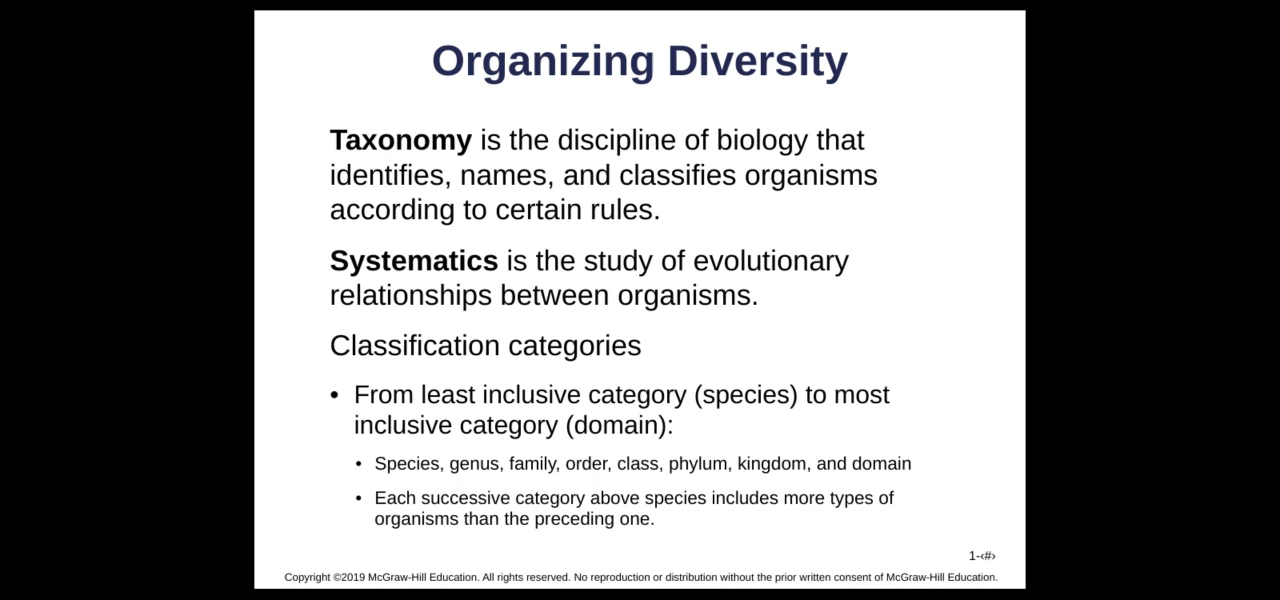 Organizing Diversity
Taxonomy is the discipline of biology that
identifies, names, and classifies organisms
according to certain rules.
Systematics is the study of evolutionary
relationships between organisms.
Classification categories
• From least inclusive category (species) to most
inclusive category (domain):
• Species, genus, family, order, class, phylum, kingdom, and domain
• Each successive category above species includes more types of
organisms than the preceding one.
1-‹#›
Copyright ©2019 McGraw-Hill Education. All rights reserved. No reproduction or distribution without the prior written consent of McGraw-Hill Education.